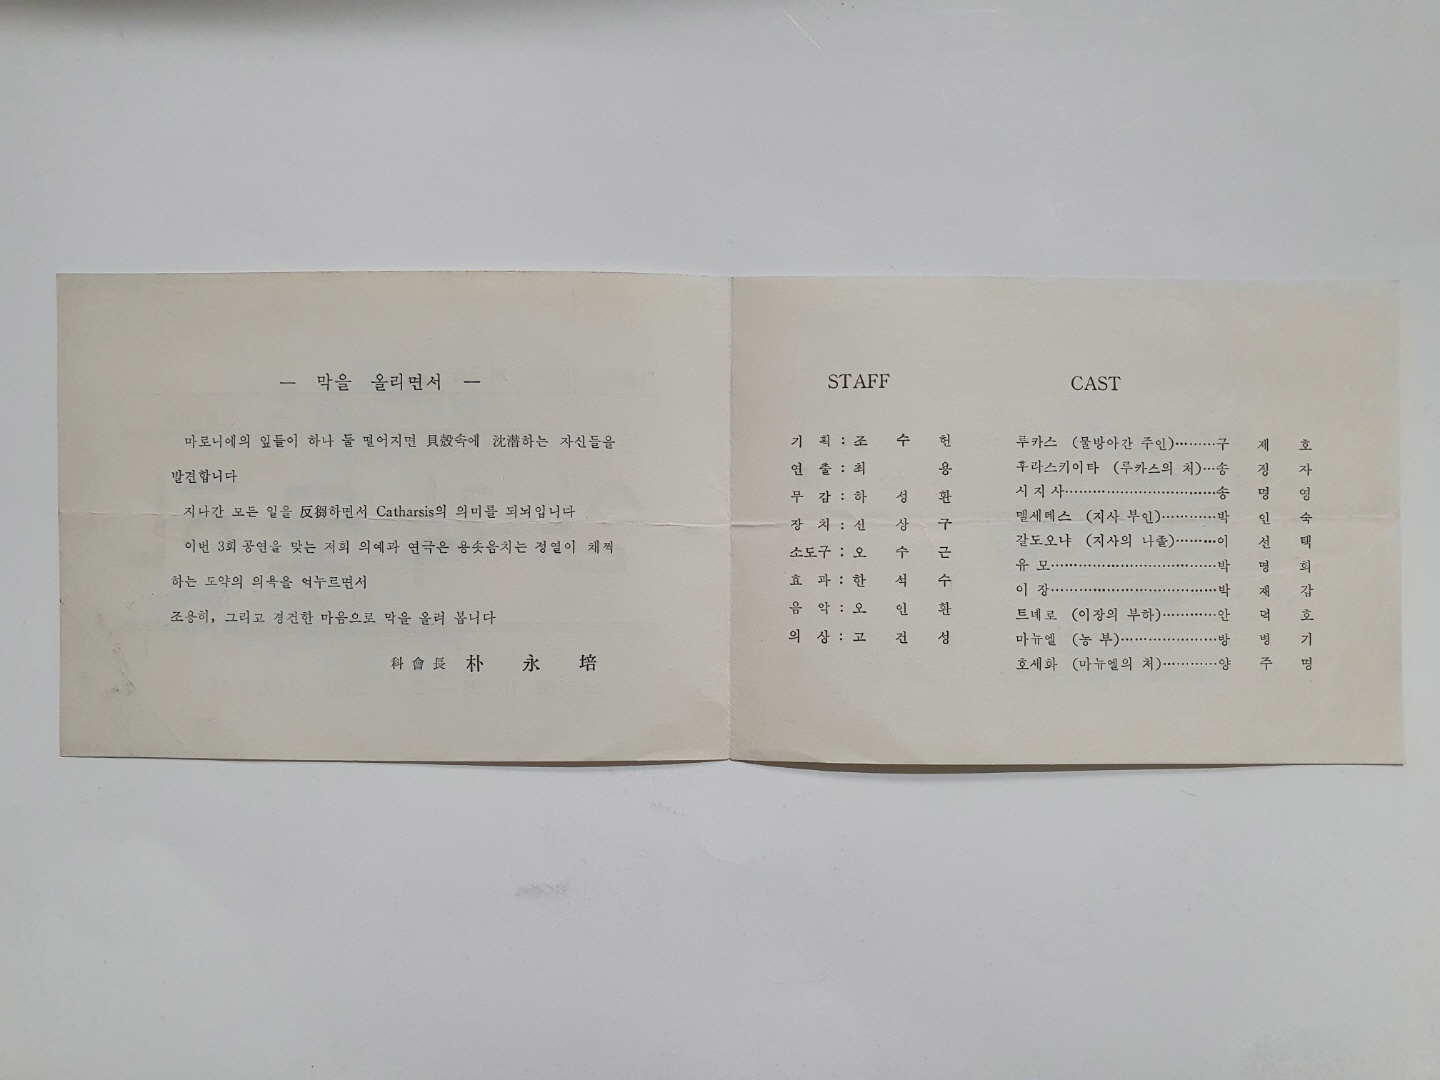 — 막을 올리면서 —
마로니에의 잎들이 하나 둘 떨어지면 貝殼속에 沈潜하는 자신들을
발견합니다
지나간 모든 일을 反芻하면서 Catharsis의 의미를 되뇌입니다
이번 3회 공연을 맞는 저희 의예과 연극은 용솟음치는 정열이 채찍
하는 도약의 의욕을 억누르면서
조용히, 그리고 경건한 마음으로 막을 올려 봅니다
科會長 朴永培
STAFF
기획 : 조수헌
연출 : 최용
무감 : 하성환
장치 : 신상구
소도구 : 오수근
효과 : 한석수
음악 : 오인환
의상 : 고건성
CAST
루카스 (물방아간 주인)………구제호
후라스키이타 (루카스의 처)…송정자
시지사……………………………송명영
멜세데스 (지사 부인)…………박인숙
갈도오냐 (지사의 나졸)………이선택
유모………………………………박명희
이장………………………………박재갑
트네로 (이장의 부하)…………안덕호
마뉴엘 (농부)…………………방병기
호세화 (마뉴엘의 처)…………양주명